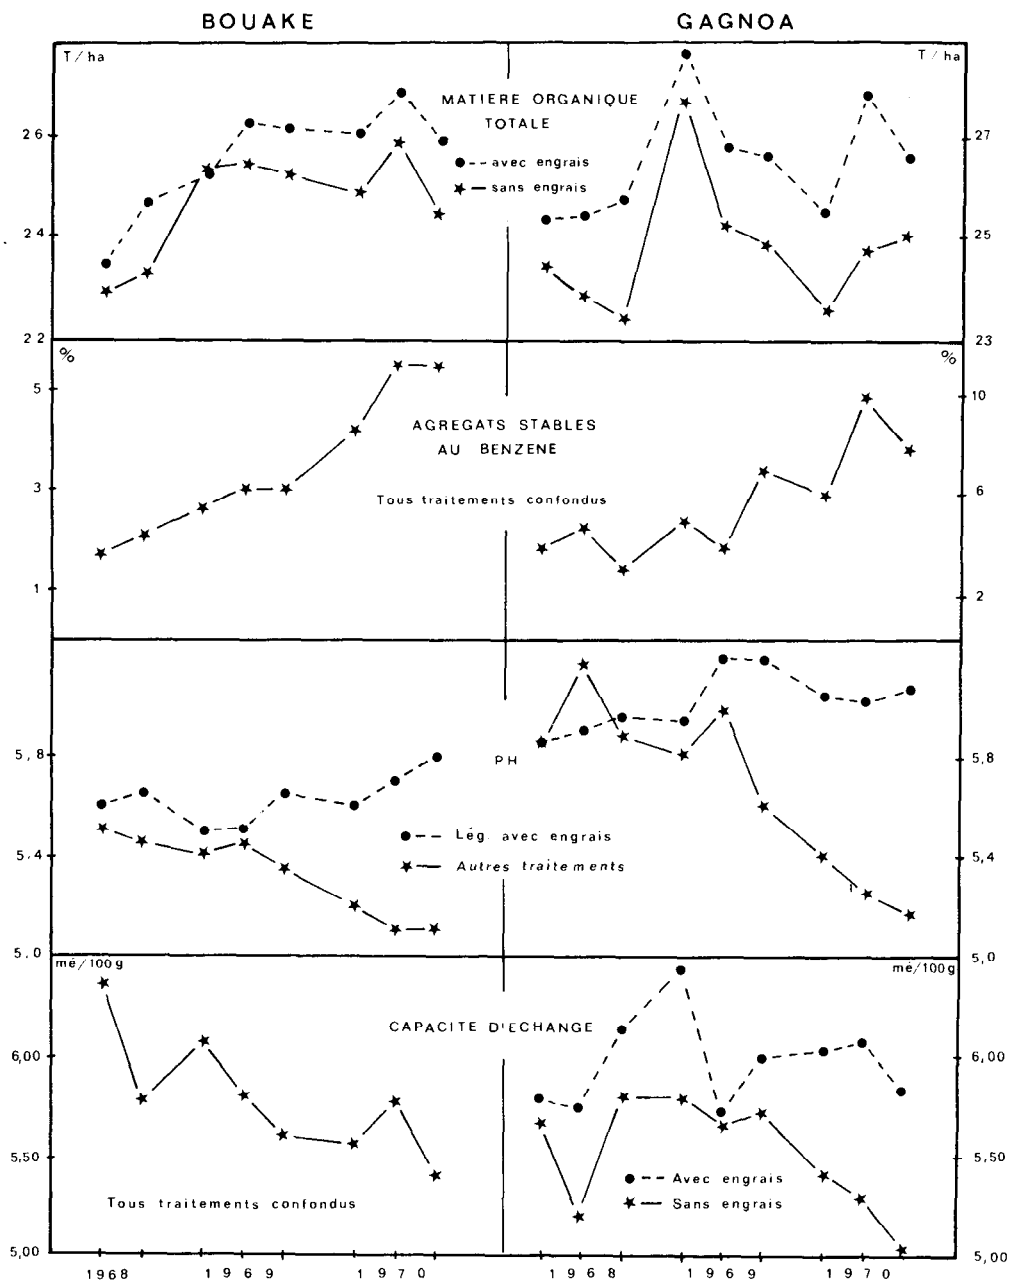 BOUAKE GAGNOA
T/ha T/ha
MATIERE ORGANIQUE
TOTALE
26 27
avec engrais
sans engrais
24 25
22 23
% %
5 10
AGREGATS STABLES
AU BENZENE
3 6
Tous traitements confondus
1 2
5,8 5,8
PH
Lég. avec engrais
5.4 5,4
Autres traitements
5.0 5,0
mé/100g mé/100g
CAPACITE D'ECHANGE
6,00 6,00
5,50 5,50
Avec engrais
Tous traitements confondus
Sans engrais
5,00 5,00
1968 1969 1970 1968 1969 1970